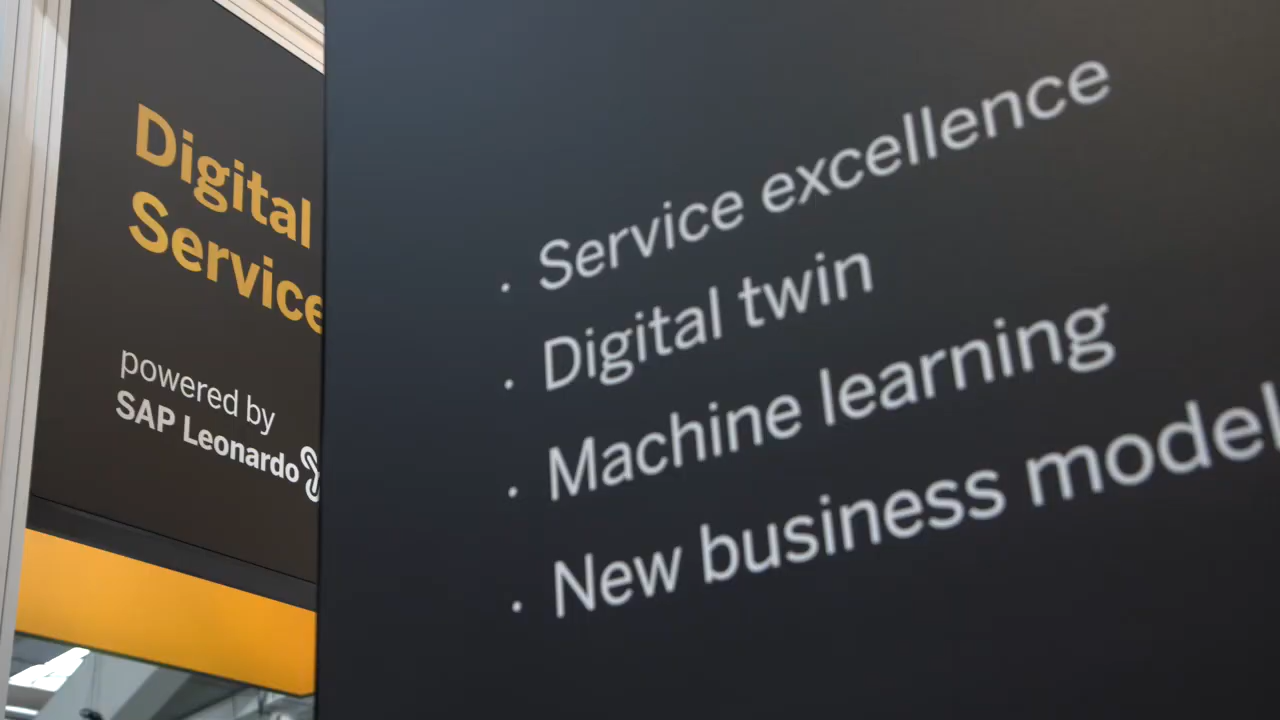 Digital
Service
powered by
SAP Leonardo
· Service excellence
· Digital twin
· Machine learning
· New business model